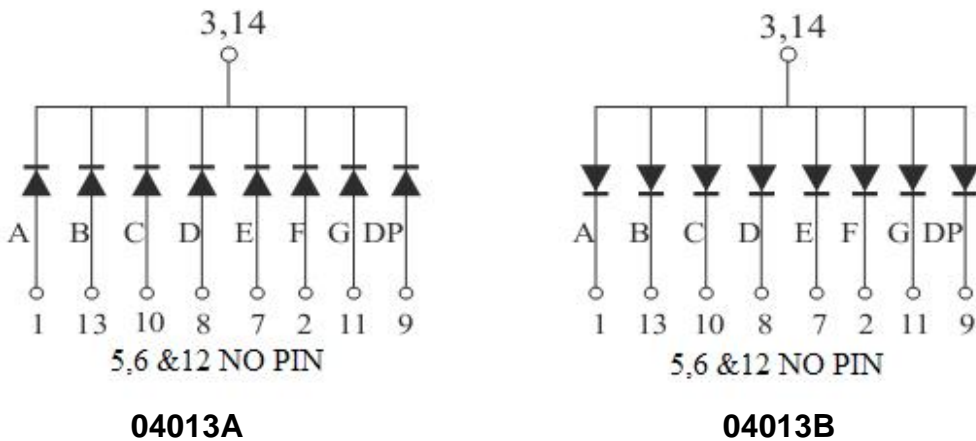 3,14
A B C D E F G DP
1 13 10 8 7 2 11 9
5,6 &12 NO PIN
04013A
3,14
A B C D E F G DP
1 13 10 8 7 2 11 9
5,6 &12 NO PIN
04013B